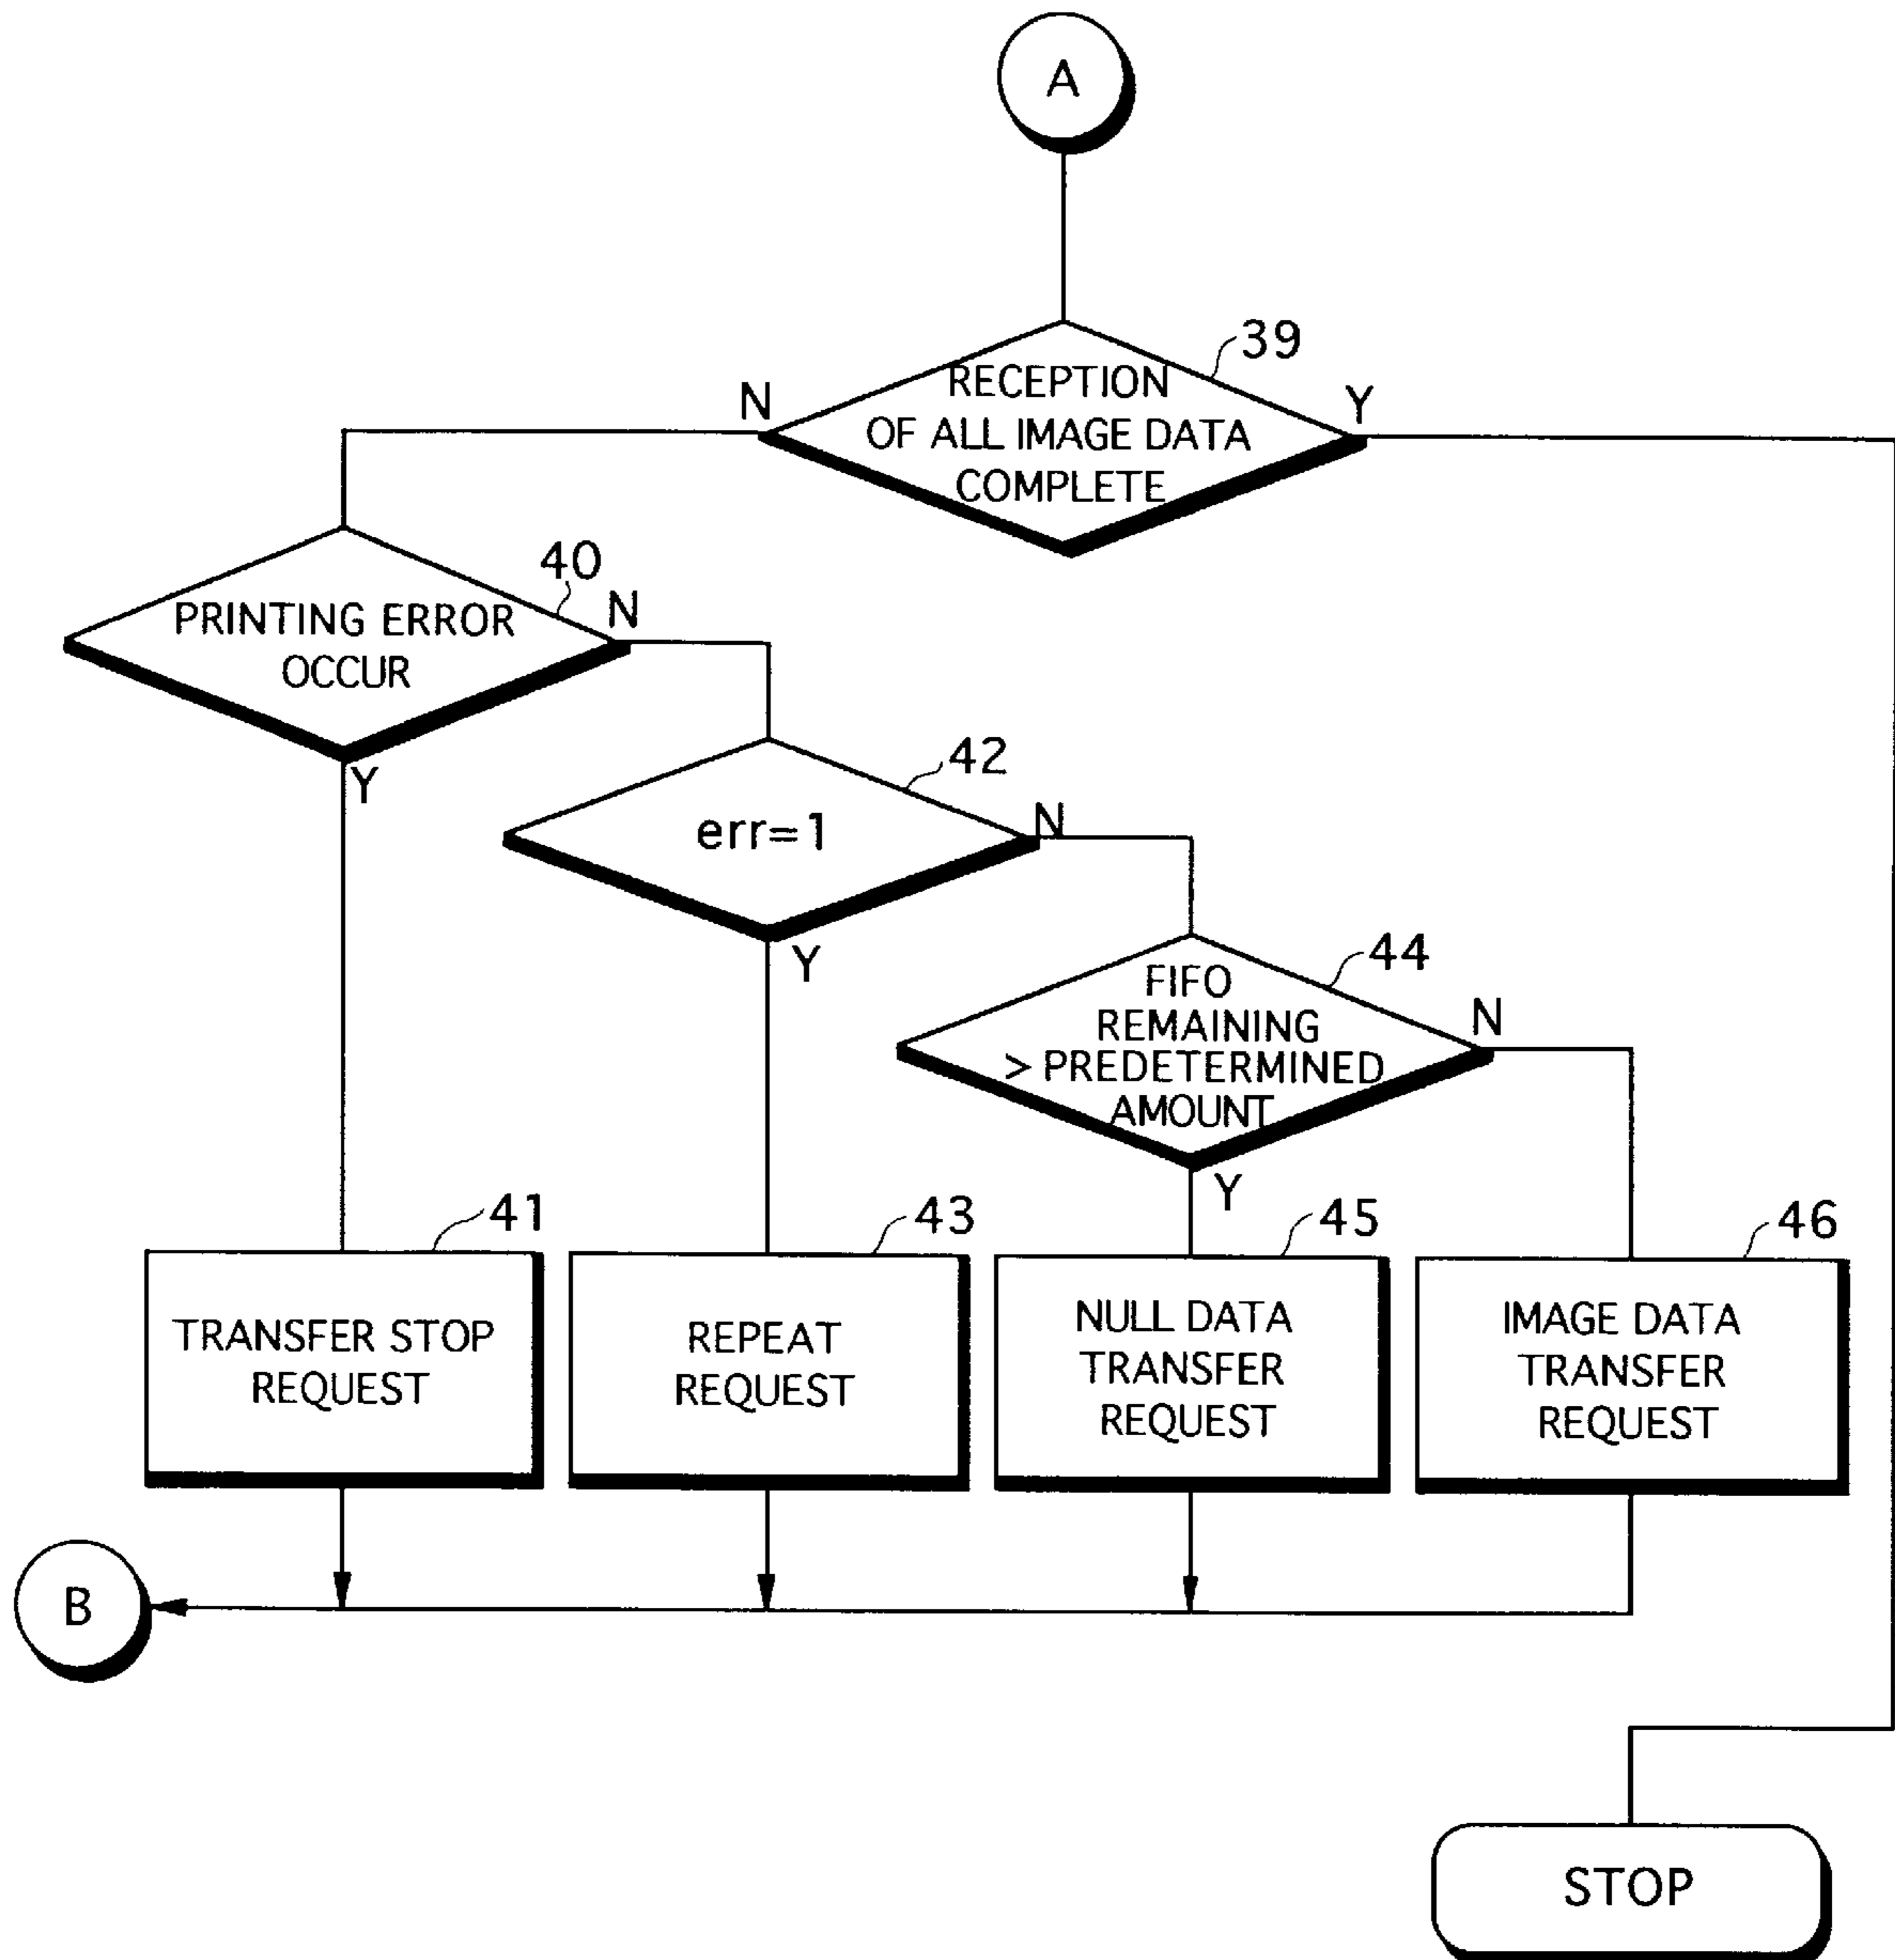 A
39
N
Y
RECEPTION
OF ALL IMAGE DATA
COMPLETE
40
N
PRINTING ERROR
OCCUR
Y
42
N
err=1
Y
44
N
FIFO
REMAINING
> PREDETERMINED
AMOUNT
Y
41
TRANSFER STOP
REQUEST
43
REPEAT
REQUEST
45
NULL DATA
TRANSFER
REQUEST
46
IMAGE DATA
TRANSFER
REQUEST
B
STOP